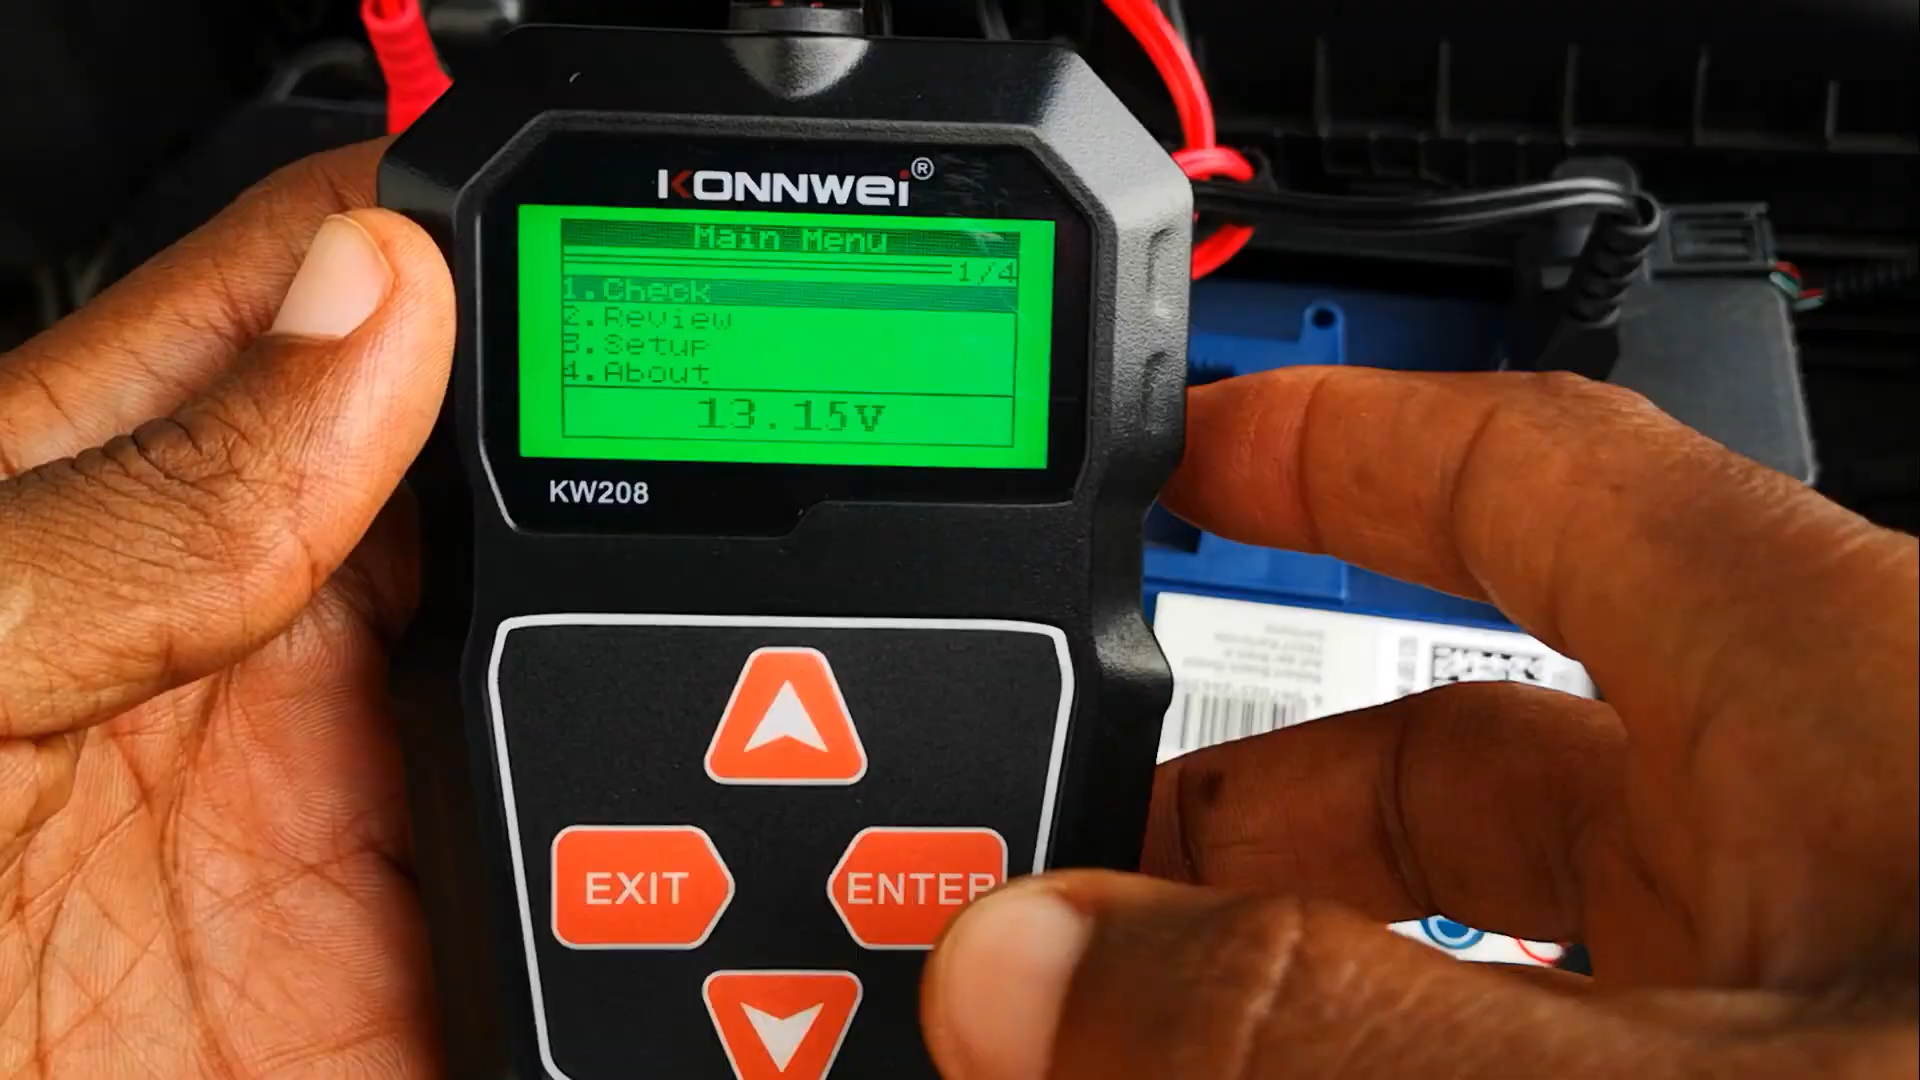 KONNWEI®
Main Menu
1/4
1.Check
2.Review
3.Setup
4.About
13.15V
KW208
EXIT
ENTER